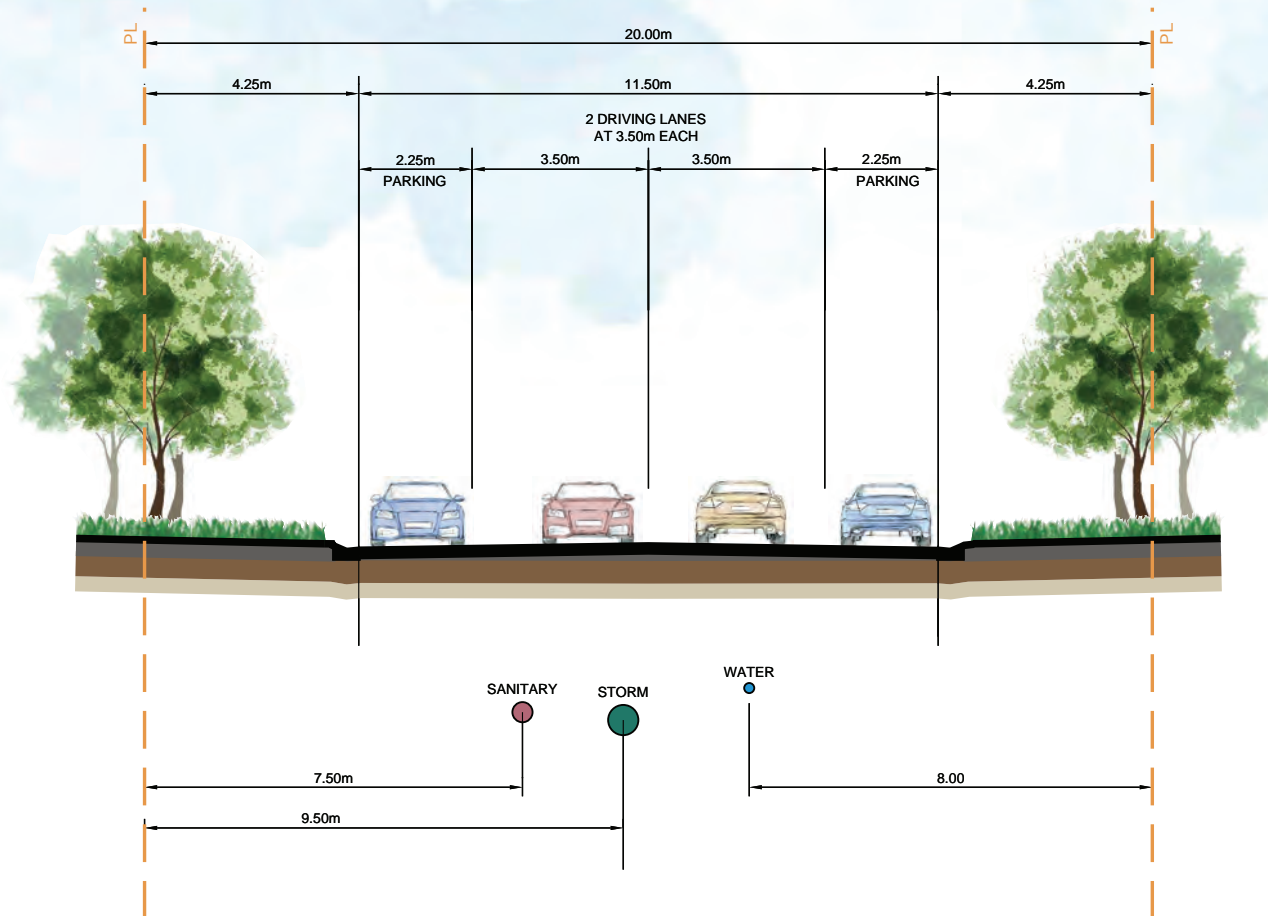 PL
20.00m
PL
4.25m
11.50m
4.25m
2 DRIVING LANES
AT 3.50m EACH
2.25m
3.50m
3.50m
2.25m
PARKING
PARKING
WATER
SANITARY
STORM
7.50m
8.00
9.50m